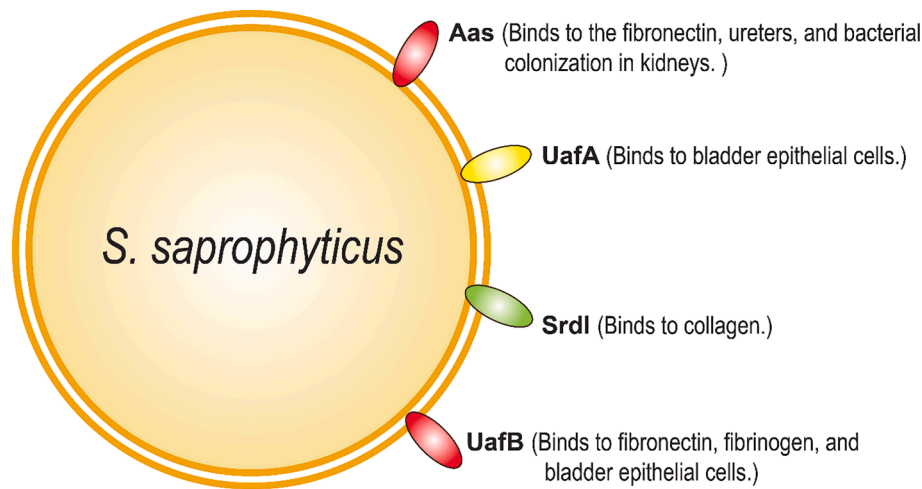 Aas (Binds to the fibronectin, ureters, and bacterial
colonization in kidneys. )
UafA (Binds to bladder epithelial cells.)
S. saprophyticus
SrdI (Binds to collagen.)
UafB (Binds to fibronectin, fibrinogen, and
bladder epithelial cells.)